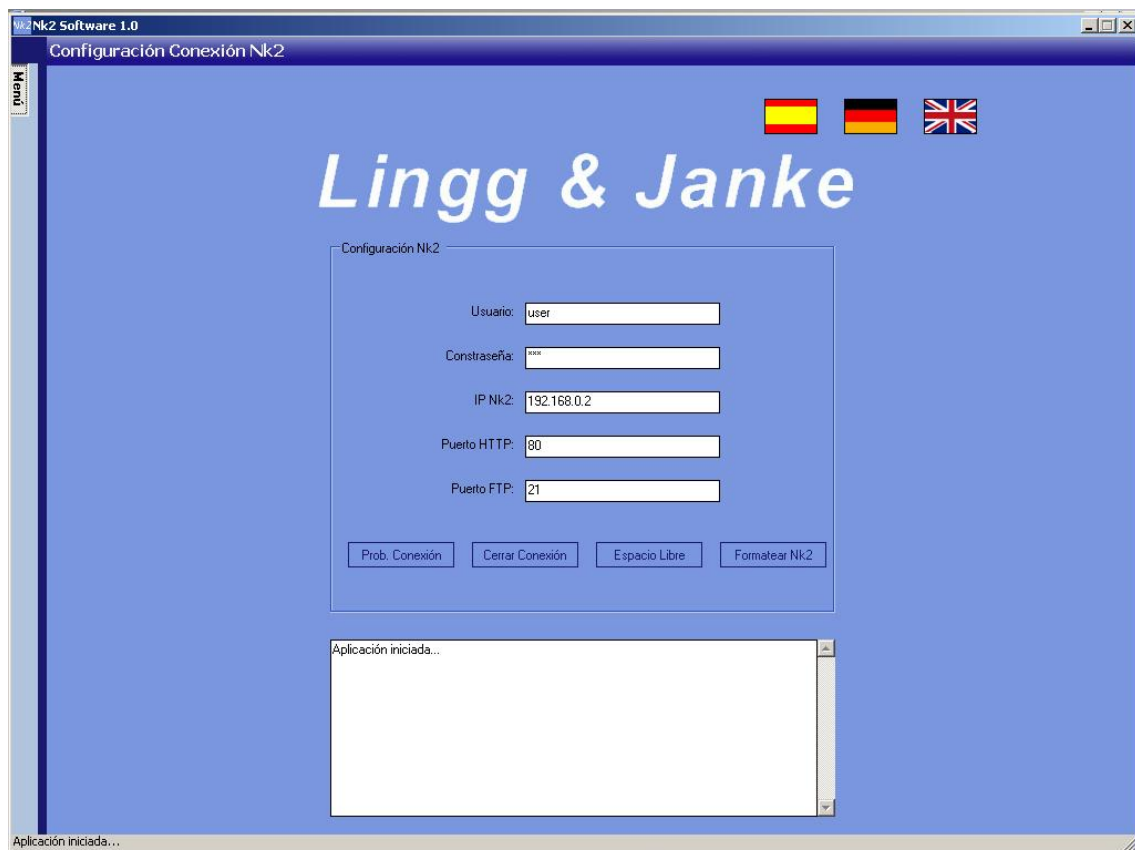 Nk2 Nk2 Software 1.0
Configuración Conexión Nk2
Menú
Lingg & Janke
Configuración Nk2
Usuario: user
Constraseña: ***
IP Nk2: 192.168.0.2
Puerto HTTP: 80
Puerto FTP: 21
Prob. Conexión Cerrar Conexión Espacio Libre Formatear Nk2
Aplicación iniciada...
Aplicación iniciada...